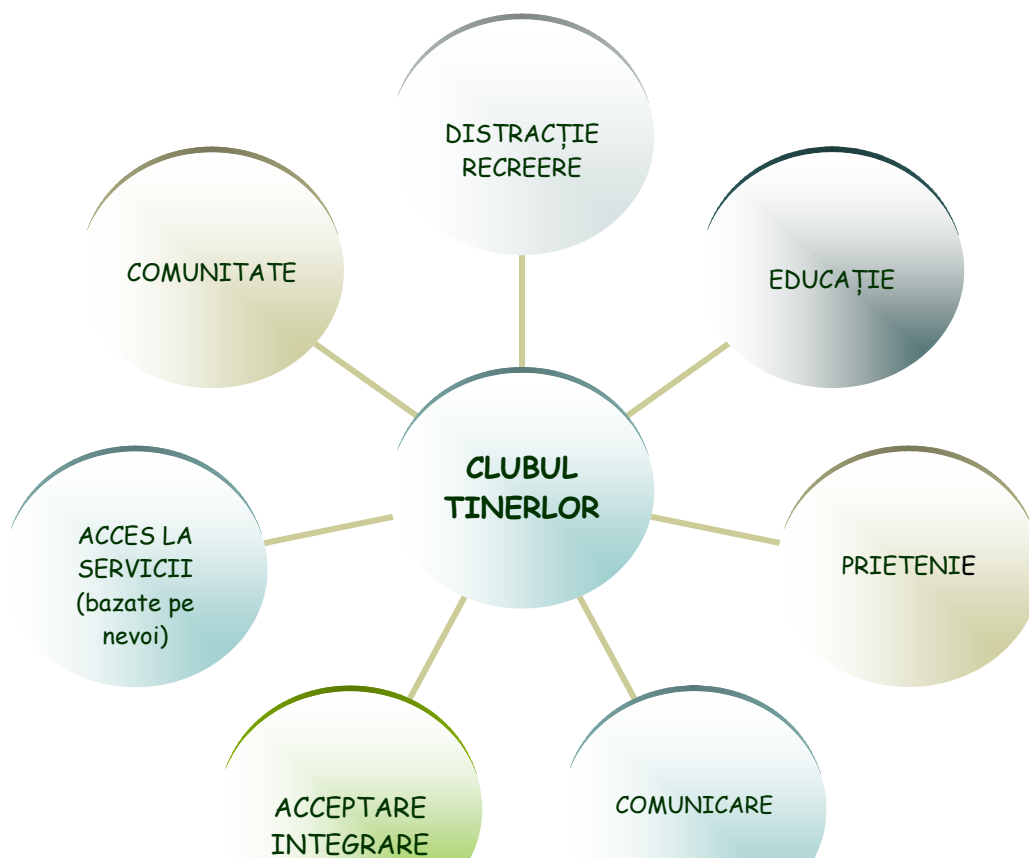 DISTRACȚIE
RECREERE
COMUNITATE
EDUCAȚIE
CLUBUL
TINERLOR
ACCES LA
SERVICII
(bazate pe
nevoi)
PRIETENIE
ACCEPTARE
INTEGRARE
COMUNICARE